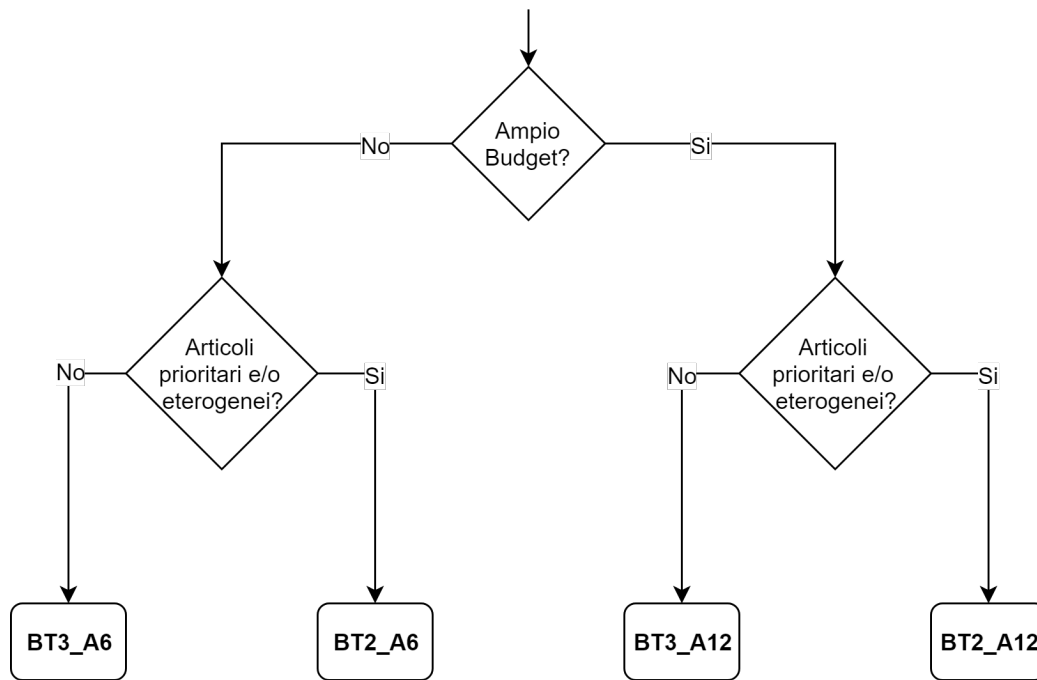 Ampio
Budget?
No
Si
Articoli
prioritari e/o
eterogenei?
No
Si
Articoli
prioritari e/o
eterogenei?
No
Si
BT3_A6
BT2_A6
BT3_A12
BT2_A12